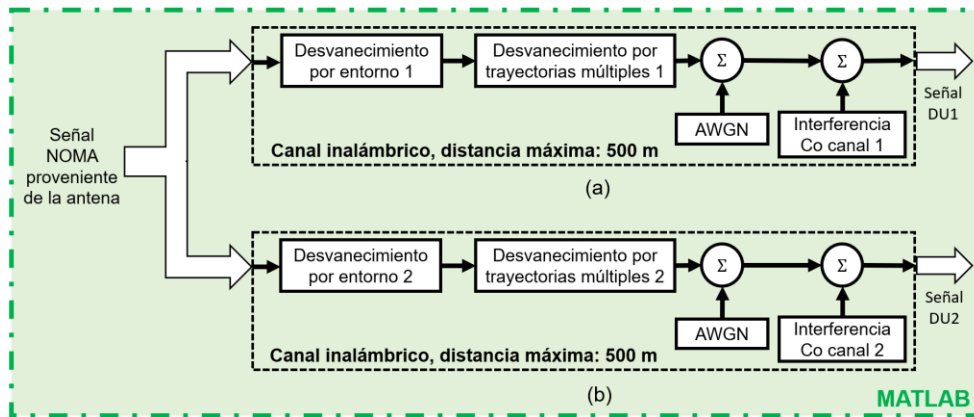 Señal
NOMA
proveniente
de la antena
Desvanecimiento
por entorno 1
Desvanecimiento por
trayectorias múltiples 1
Σ
Σ
AWGN
Interferencia
Co canal 1
Canal inalámbrico, distancia máxima: 500 m
Señal
DU1
(a)
Desvanecimiento
por entorno 2
Desvanecimiento por
trayectorias múltiples 2
Σ
Σ
AWGN
Interferencia
Co canal 2
Canal inalámbrico, distancia máxima: 500 m
Señal
DU2
(b)
MATLAB